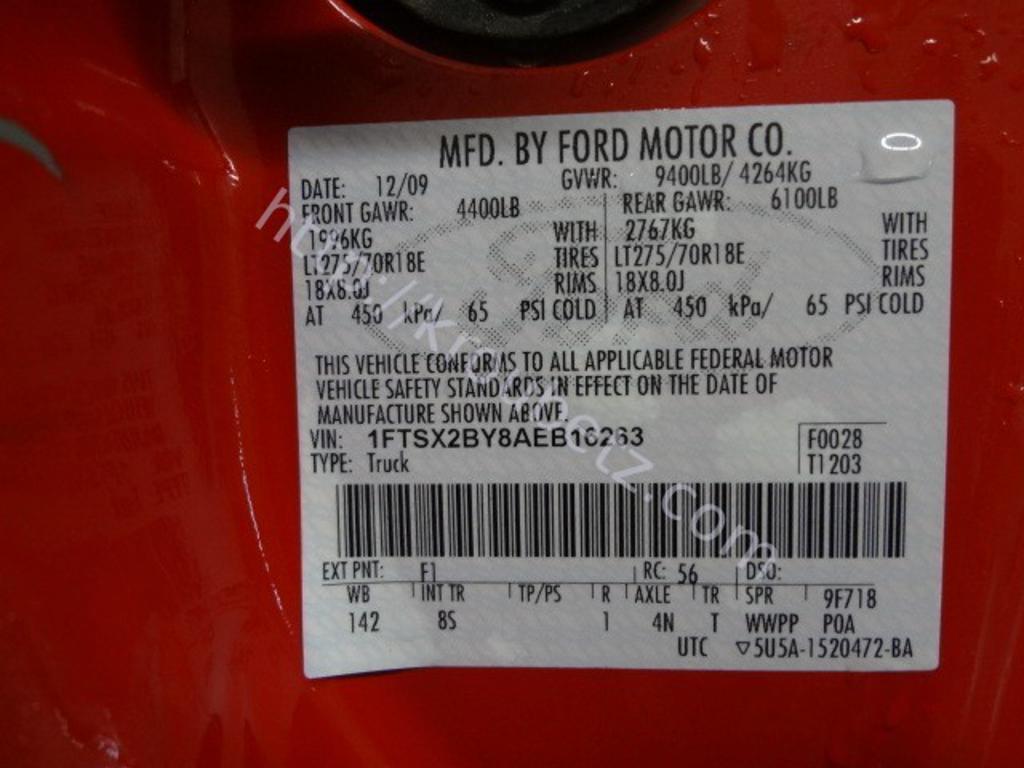 MFD. BY FORD MOTOR CO.
DATE: 12/09 GVWR: 9400LB/ 4264KG
FRONT GAWR: 4400LB REAR GAWR: 6100LB
1996KG WITH 2767KG WITH
LT275/70R18E TIRES LT275/70R18E TIRES
18X8.0J RIMS 18X8.0J RIMS
AT 450 kPa/ 65 PSI COLD AT 450 kPa/ 65 PSI COLD
THIS VEHICLE CONFORMS TO ALL APPLICABLE FEDERAL MOTOR
VEHICLE SAFETY STANDARDS IN EFFECT ON THE DATE OF
MANUFACTURE SHOWN ABOVE.
VIN: 1FTSX2BY8AEB16263 F0028
TYPE: Truck T1203
EXT PNT: F1 RC: 56 DSO:
WB INT TR TP/PS R AXLE TR SPR 9F718
142 8S 1 4N T WWPP POA
UTC ▽5U5A-1520472-BA